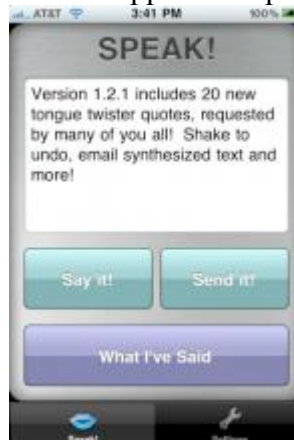 AT&T 3:41 PM 100%
SPEAK!
Version 1.2.1 includes 20 new
tongue twister quotes, requested
by many of you all! Shake to
undo, email synthesized text and
more!
Say it!
Send it!
What I've Said